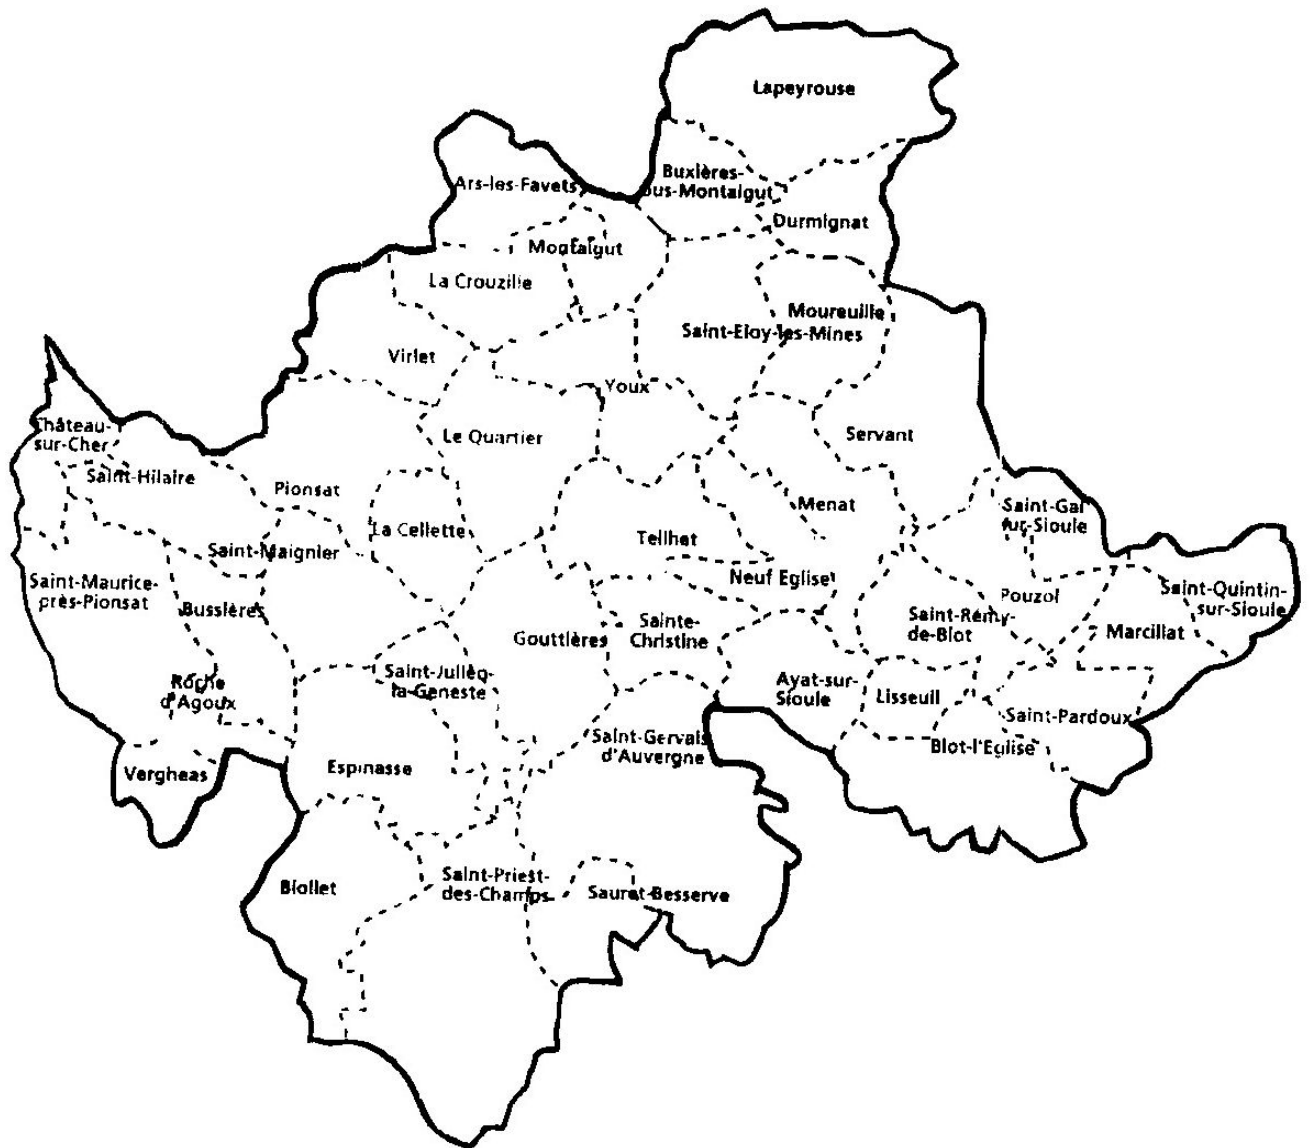 Lapeyrouse
Ars-les-Favets
Buxières-
sous-Montaigut
Durmignat
Montaigut
La Crouzille
Moureuille
Saint-Eloy-les-Mines
Virlet
Youx
Château-
sur-Cher
Le Quartier
Servant
Saint-Hilaire
Pionsat
Menat
Saint-Gal
sur-Sioule
La Cellette
Teilhet
Saint-Maignier
Neuf Eglise
Saint-Maurice-
près-Pionsat
Bussières
Pouzol
Saint-Quintin-
sur-Sioule
Gouttières
Sainte-
Christine
Saint-Rémy-
de-Blot
Marcillat
Roche
d'Agoux
Saint-Julien-
la-Geneste
Ayat-sur-
Sioule
Lisseuil
Saint-Pardoux
Saint-Gervais
d'Auvergne
Blot-l'Eglise
Vergheas
Espinasse
Biollet
Saint-Priest-
des-Champs
Sauret-Besserve